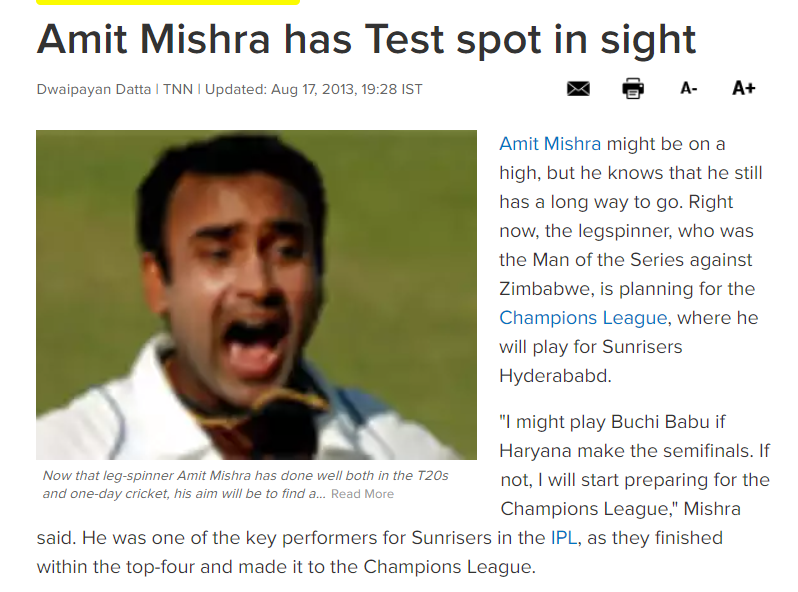 Amit Mishra has Test spot in sight
Dwaipayan Datta | TNN | Updated: Aug 17, 2013, 19:28 IST
A- A+
Amit Mishra might be on a
high, but he knows that he still
has a long way to go. Right
now, the legspinner, who was
the Man of the Series against
Zimbabwe, is planning for the
Champions League, where he
will play for Sunrisers
Hyderababd.
"I might play Buchi Babu if
Haryana make the semifinals. If
not, I will start preparing for the
Champions League," Mishra
said. He was one of the key performers for Sunrisers in the IPL, as they finished
within the top-four and made it to the Champions League.
Now that leg-spinner Amit Mishra has done well both in the T20s
and one-day cricket, his aim will be to find a... Read More